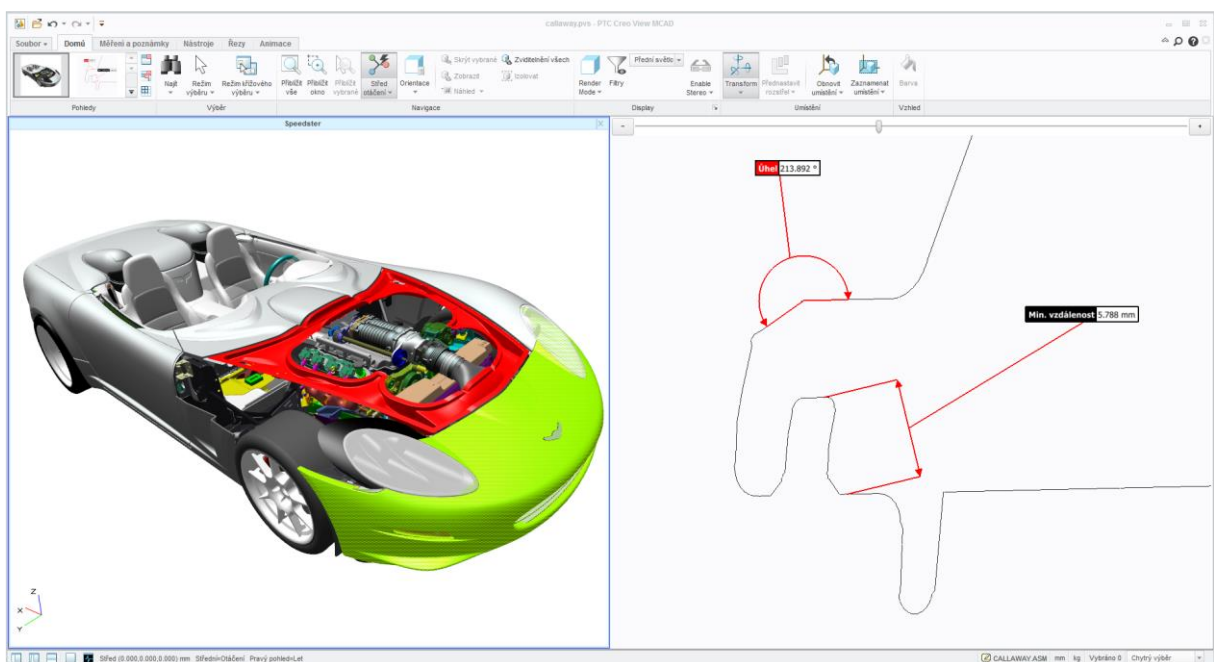 callaway.pvs - PTC Creo View MCAD
Soubor Domů Měření a poznámky Nástroje Řezy Animace
Pohledy
Najít
Režim výběru
Režim křížového výběru
Výběr
Přiblížit vše
Přiblížit okno
Přiblížit vybrané
Střed otáčení
Orientace
Skrýt vybrané
Zobrazit
Náhled
Zviditelnění všech
Izolovat
Navigace
Render Mode
Filtry
Přední světlo
Enable Stereo
Display
Transform
Přednastavit rozstřel
Obnovit umístění
Zaznamenat umístění
Umístění
Barva
Vzhled
Speedster
- +
Úhel 213.892 °
Min. vzdálenost 5.788 mm
Z
X
Y
Střed (0.000,0.000,0.000) mm Střední=Otáčení Pravý pohled=Let
CALLAWAY.ASM mm kg Vybráno 0 Chytrý výběr